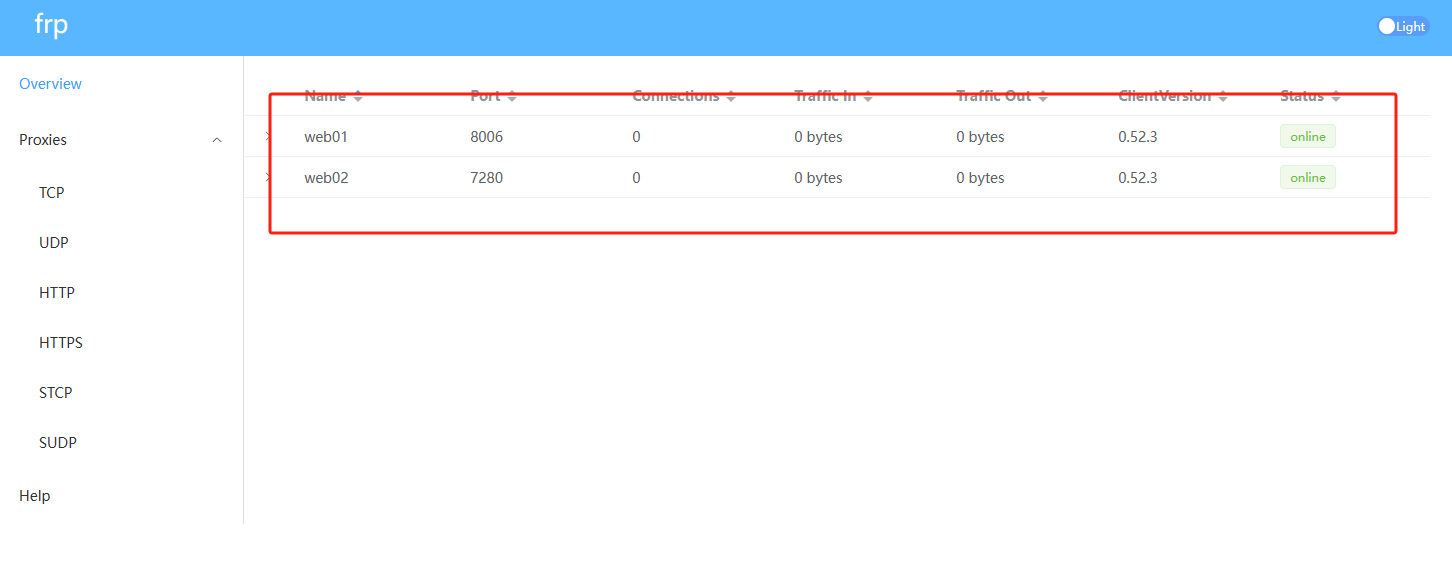 frp
Light
Overview
Proxies
TCP
UDP
HTTP
HTTPS
STCP
SUDP
Help
Name Port Connections Traffic In Traffic Out ClientVersion Status
web01 8006 0 0 bytes 0 bytes 0.52.3 online
web02 7280 0 0 bytes 0 bytes 0.52.3 online